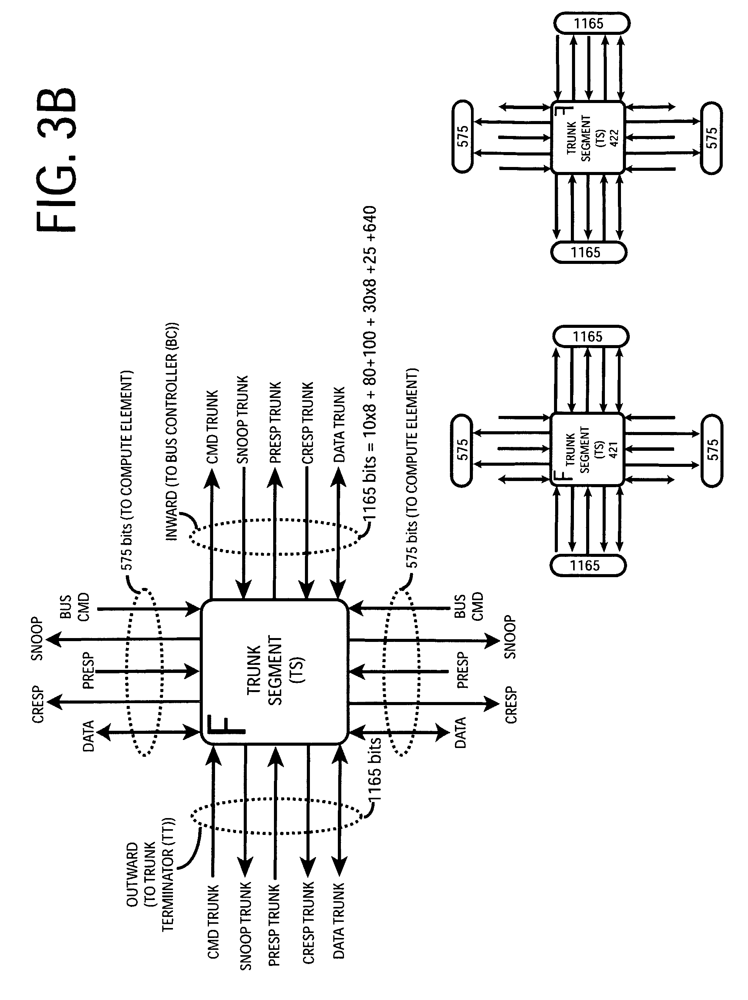 FIG. 3B
575 bits (TO COMPUTE ELEMENT)
INWARD (TO BUS CONTROLLER (BC))
SNOOP
BUS
CMD
PRESP
CRESP
DATA
CMD TRUNK
SNOOP TRUNK
PRESP TRUNK
CRESP TRUNK
DATA TRUNK
1165 bits = 10x8 + 80+100 + 30x8 +25 +640
F
TRUNK
SEGMENT
(TS)
OUTWARD
(TO TRUNK
TERMIINATOR (TT))
CMD TRUNK
SNOOP TRUNK
PRESP TRUNK
CRESP TRUNK
DATA TRUNK
1165 bits
575 bits (TO COMPUTE ELEMENT)
DATA
CRESP
PRESP
SNOOP
BUS
CMD
575
1165
F
TRUNK
SEGMENT
(TS)
421
1165
575
575
1165
F
TRUNK
SEGMENT
(TS)
422
1165
575